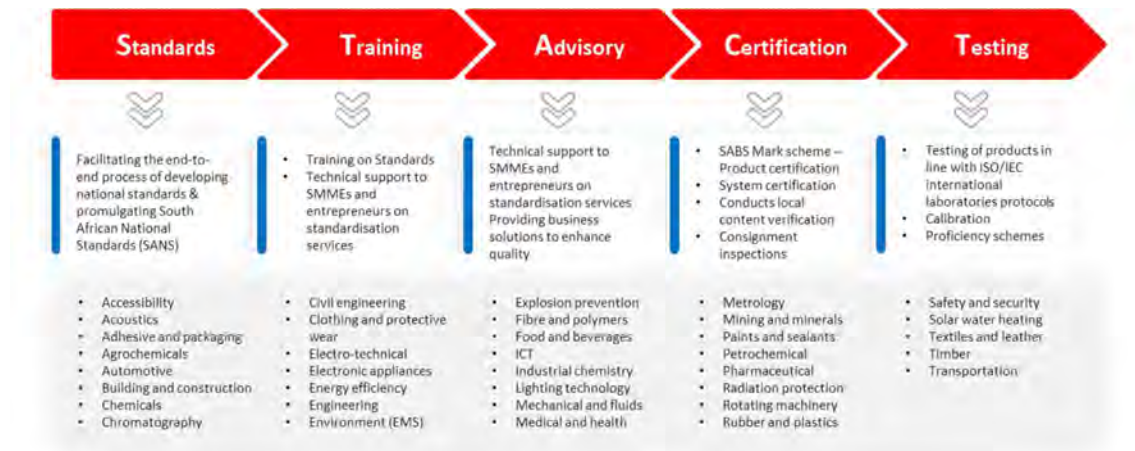 Standards
Training
Advisory
Certification
Testing
Facilitating the end-to-
end process of developing
national standards &
promulgating South
African National
Standards (SANS)
• Training on Standards
• Technical support to
SMMEs and
entrepreneurs on
standardisation
services
Technical support to
SMMEs and
entrepreneurs on
standardisation services
Providing business
solutions to enhance
quality
• SABS Mark scheme –
Product certification
• System certification
• Conducts local
content verification
• Consignment
inspections
• Testing of products in
line with ISO/IEC
international
laboratories protocols
• Calibration
• Proficiency schemes
• Accessibility
• Acoustics
• Adhesive and packaging
• Agrochemicals
• Automotive
• Building and construction
• Chemicals
• Chromatography
• Civil engineering
• Clothing and protective
wear
• Electro-technical
• Electronic appliances
• Energy efficiency
• Engineering
• Environment (EMS)
• Explosion prevention
• Fibre and polymers
• Food and beverages
• ICT
• Industrial chemistry
• Lighting technology
• Mechanical and fluids
• Medical and health
• Metrology
• Mining and minerals
• Paints and sealants
• Petrochemical
• Pharmaceutical
• Radiation protection
• Rotating machinery
• Rubber and plastics
• Safety and security
• Solar water heating
• Textiles and leather
• Timber
• Transportation